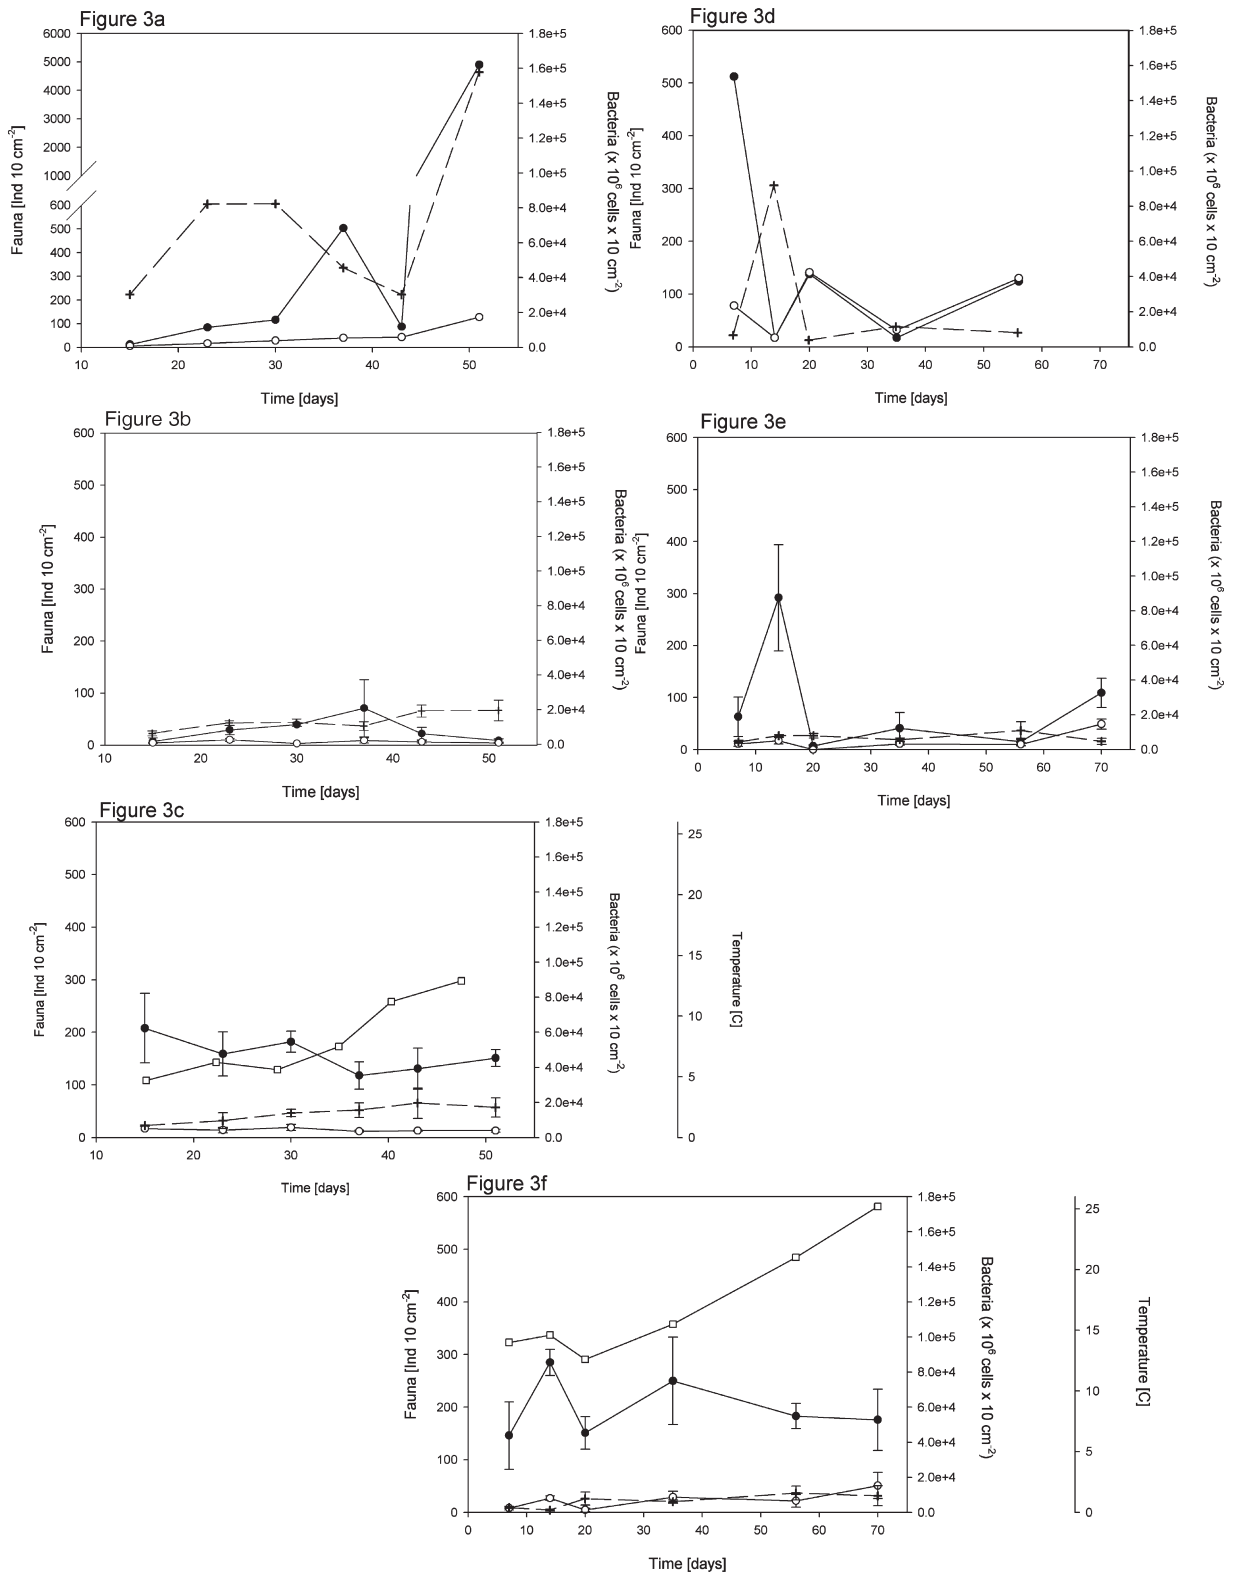 Figure 3a
6000
5000
4000
3000
2000
1000
600
500
400
300
200
100
0
Fauna [Ind 10 cm-2]
1.8e+5
1.6e+5
1.4e+5
1.2e+5
1.0e+5
8.0e+4
6.0e+4
4.0e+4
2.0e+4
0.0
Bacteria (x 10^6 cells x 10 cm-2)
10 20 30 40 50
Time [days]
Figure 3d
600
500
400
300
200
100
0
Fauna [Ind 10 cm-2]
1.8e+5
1.6e+5
1.4e+5
1.2e+5
1.0e+5
8.0e+4
6.0e+4
4.0e+4
2.0e+4
0.0
Bacteria (x 10^6 cells x 10 cm-2)
0 10 20 30 40 50 60 70
Time [days]
Figure 3b
600
500
400
300
200
100
0
Fauna [Ind 10 cm-2]
1.8e+5
1.6e+5
1.4e+5
1.2e+5
1.0e+5
8.0e+4
6.0e+4
4.0e+4
2.0e+4
0.0
Bacteria (x 10^6 cells x 10 cm-2)
10 20 30 40 50
Time [days]
Figure 3e
600
500
400
300
200
100
0
Fauna [Ind 10 cm-2]
1.8e+5
1.6e+5
1.4e+5
1.2e+5
1.0e+5
8.0e+4
6.0e+4
4.0e+4
2.0e+4
0.0
Bacteria (x 10^6 cells x 10 cm-2)
0 10 20 30 40 50 60 70
Time [days]
Figure 3c
600
500
400
300
200
100
0
Fauna [Ind 10 cm-2]
1.8e+5
1.6e+5
1.4e+5
1.2e+5
1.0e+5
8.0e+4
6.0e+4
4.0e+4
2.0e+4
0.0
Bacteria (x 10^6 cells x 10 cm-2)
25
20
15
10
5
0
Temperature [C]
10 20 30 40 50
Time [days]
Figure 3f
600
500
400
300
200
100
0
Fauna [Ind 10 cm-2]
1.8e+5
1.6e+5
1.4e+5
1.2e+5
1.0e+5
8.0e+4
6.0e+4
4.0e+4
2.0e+4
0.0
Bacteria (x 10^6 cells x 10 cm-2)
25
20
15
10
5
0
Temperature [C]
0 10 20 30 40 50 60 70
Time [days]